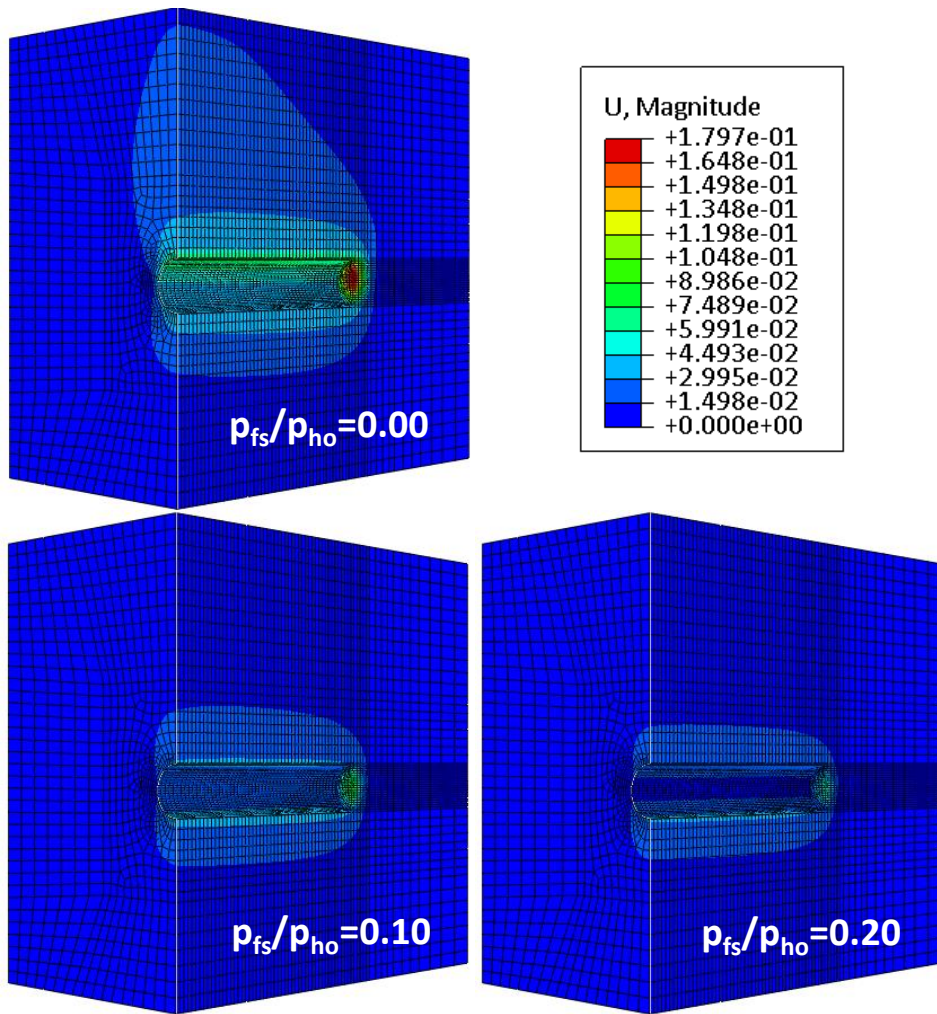 U, Magnitude
+1.797e-01
+1.648e-01
+1.498e-01
+1.348e-01
+1.198e-01
+1.048e-01
+8.986e-02
+7.489e-02
+5.991e-02
+4.493e-02
+2.995e-02
+1.498e-02
+0.000e+00
pfs/pho=0.00
pfs/pho=0.10
pfs/pho=0.20